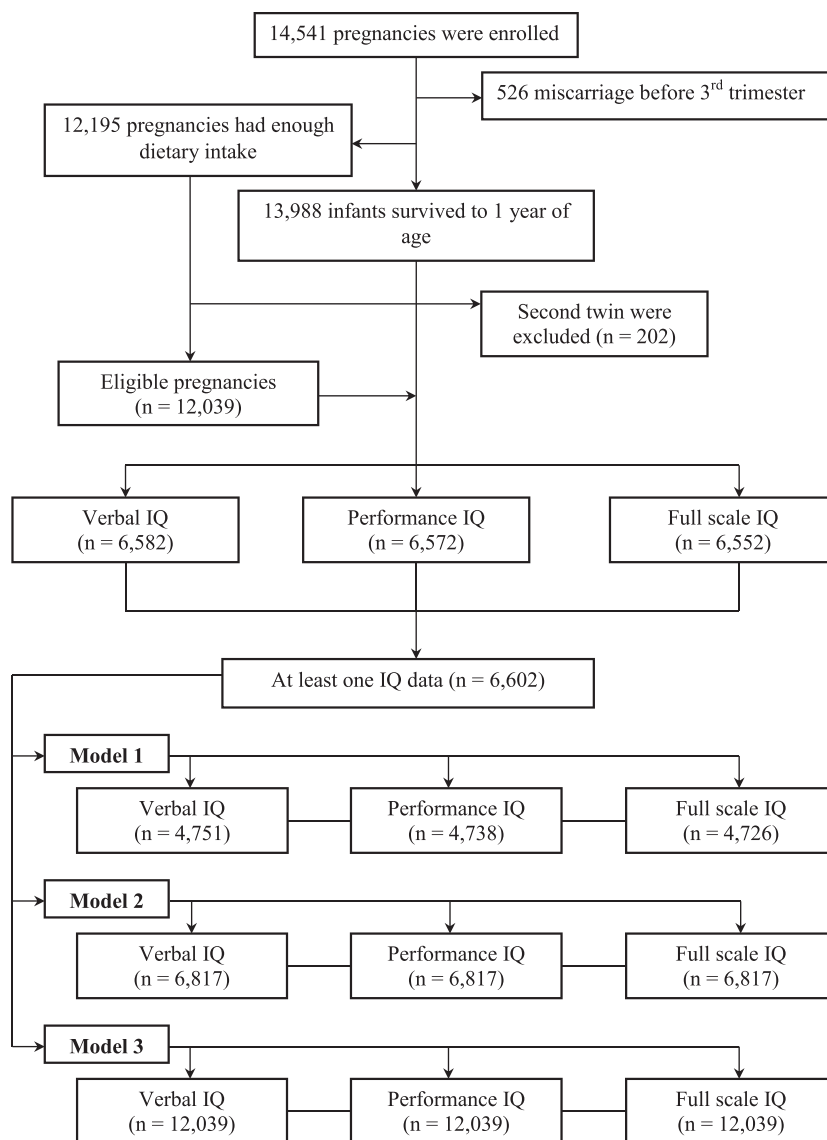 14,541 pregnancies were enrolled
526 miscarriage before 3rd trimester
12,195 pregnancies had enough
dietary intake
13,988 infants survived to 1 year of
age
Second twin were
excluded (n = 202)
Eligible pregnancies
(n = 12,039)
Verbal IQ
(n = 6,582)
Performance IQ
(n = 6,572)
Full scale IQ
(n = 6,552)
At least one IQ data (n = 6,602)
Model 1
Verbal IQ
(n = 4,751)
Performance IQ
(n = 4,738)
Full scale IQ
(n = 4,726)
Model 2
Verbal IQ
(n = 6,817)
Performance IQ
(n = 6,817)
Full scale IQ
(n = 6,817)
Model 3
Verbal IQ
(n = 12,039)
Performance IQ
(n = 12,039)
Full scale IQ
(n = 12,039)